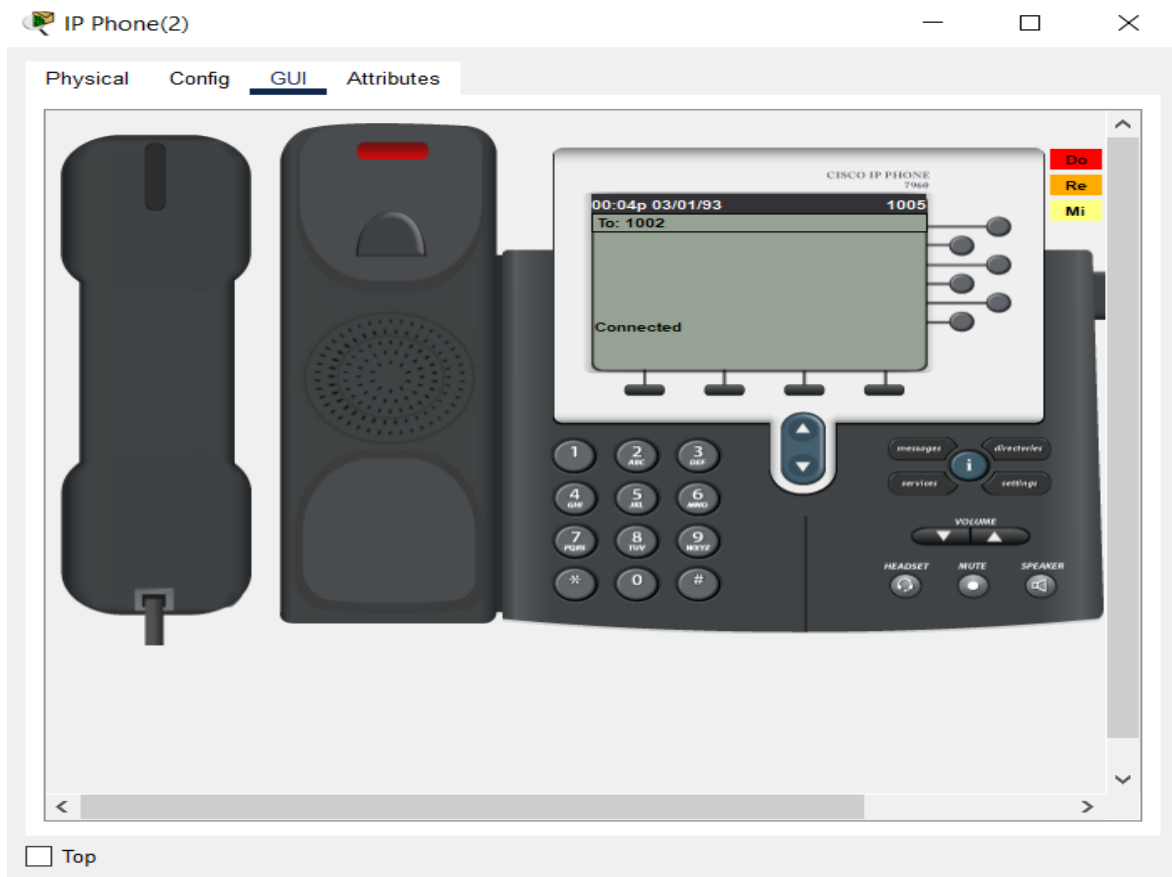 IP Phone(2)
Physical Config GUI Attributes
CISCO IP PHONE
7960
00:04p 03/01/93 1005
To: 1002
Connected
Do
Re
Mi
1 2 3
ABC DEF
4 5 6
GHI JKL MNO
7 8 9
PQRS TUV WXYZ
* 0 #
messages directories
i
services settings
VOLUME
HEADSET MUTE SPEAKER
Top